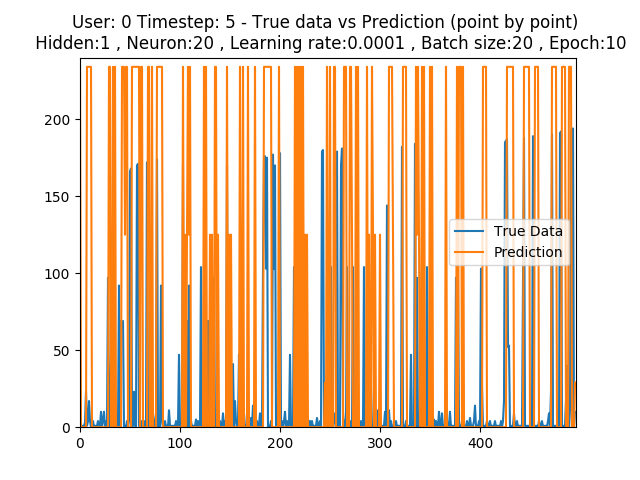 User: 0 Timestep: 5 - True data vs Prediction (point by point)
Hidden:1 , Neuron:20 , Learning rate:0.0001 , Batch size:20 , Epoch:10
200
150
100
50
0
True Data
Prediction
0 100 200 300 400